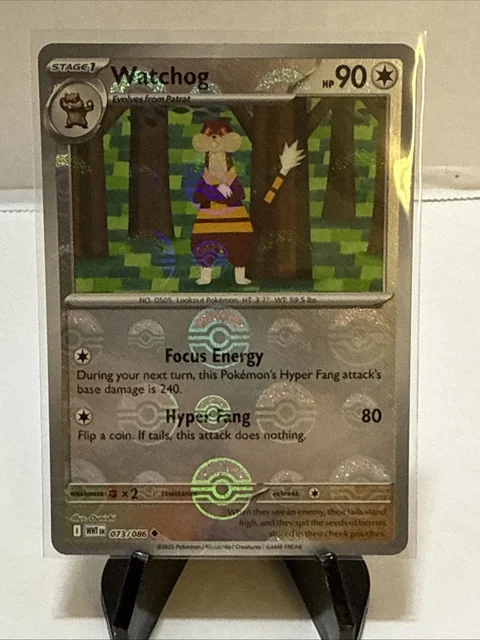 STAGE 1
Watchog
HP 90
Evolves from Patrat
NO. 0505 Lookout Pokémon HT: 3'7" WT: 59.5 lbs
Focus Energy
During your next turn, this Pokémon's Hyper Fang attack's
base damage is 240.
Hyper Fang 80
Flip a coin. If tails, this attack does nothing.
weakness ×2 resistance retreat
Illus.
When they see an enemy, their tails stand
high, and they spit the seeds of berries
stored in their cheek pouches.
I EN 073/086
©2025 Pokémon / Nintendo / Creatures / GAME FREAK